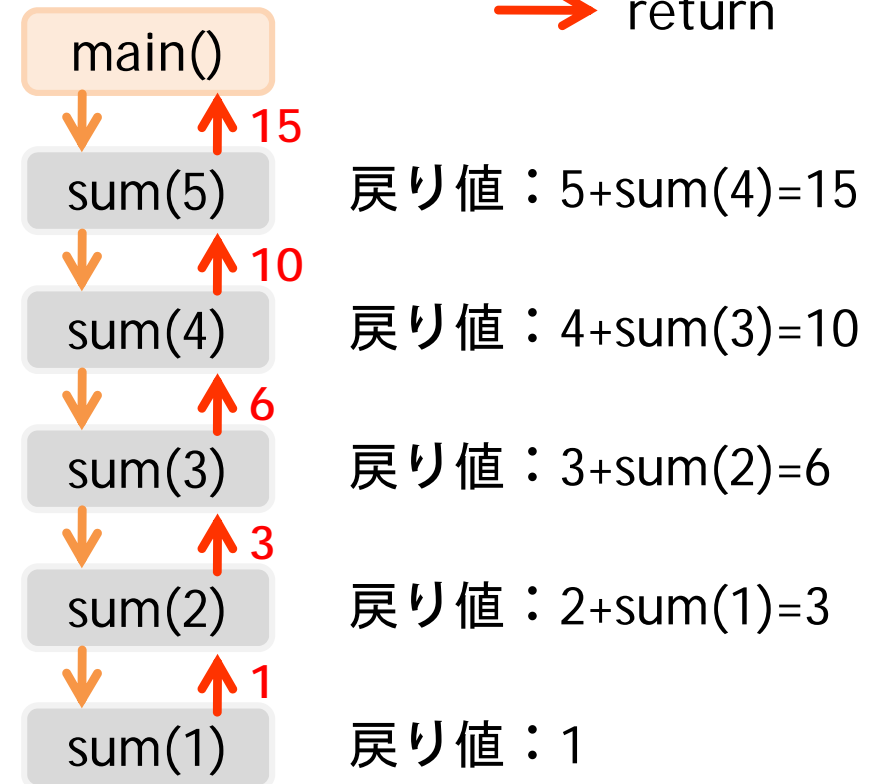 return
main()
15
sum(5) 戻り値：5+sum(4)=15
10
sum(4) 戻り値：4+sum(3)=10
6
sum(3) 戻り値：3+sum(2)=6
3
sum(2) 戻り値：2+sum(1)=3
1
sum(1) 戻り値：1